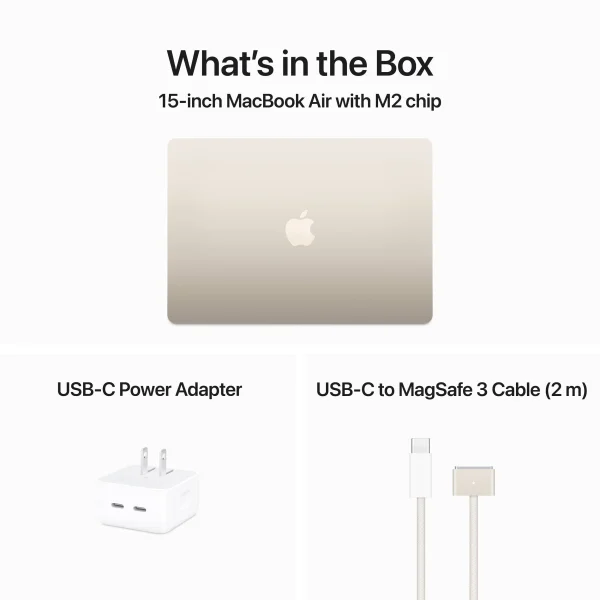 What's in the Box
15-inch MacBook Air with M2 chip
USB-C Power Adapter
USB-C to MagSafe 3 Cable (2 m)